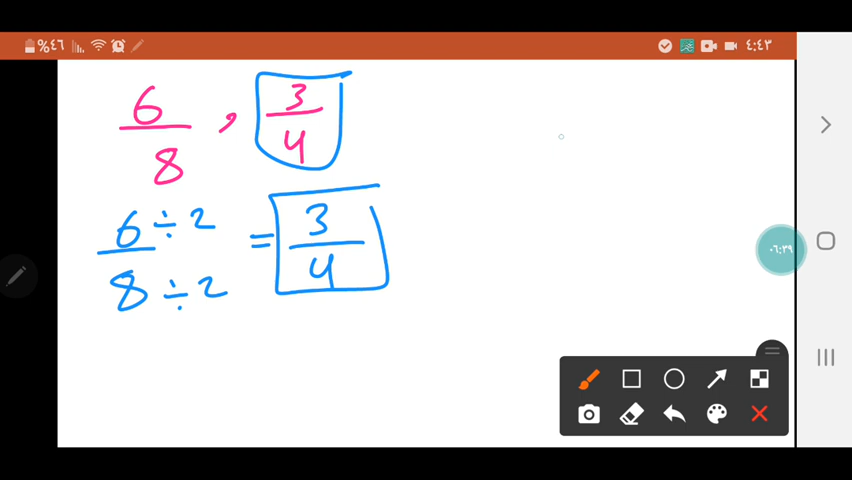 %٤٦ ٤:٤٣
6/8 , 3/4
6÷2/8÷2 = 3/4
٠٦:٣٩